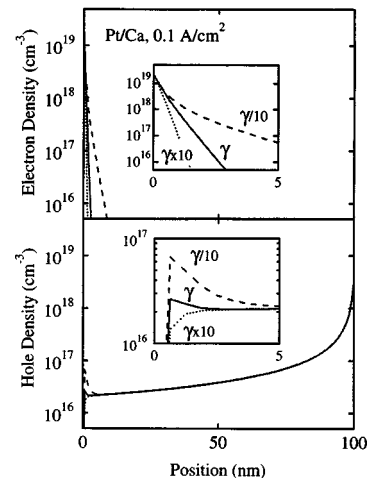 Pt/Ca, 0.1 A/cm²
Electron Density (cm⁻³)
10¹⁹
10¹⁸
10¹⁷
10¹⁶
10¹⁹
10¹⁸
10¹⁷
10¹⁶
0
5
γ/10
γ
γx10
Hole Density (cm⁻³)
10¹⁹
10¹⁸
10¹⁷
10¹⁶
10¹⁷
10¹⁶
0
5
γ/10
γ
γx10
0
50
100
Position (nm)